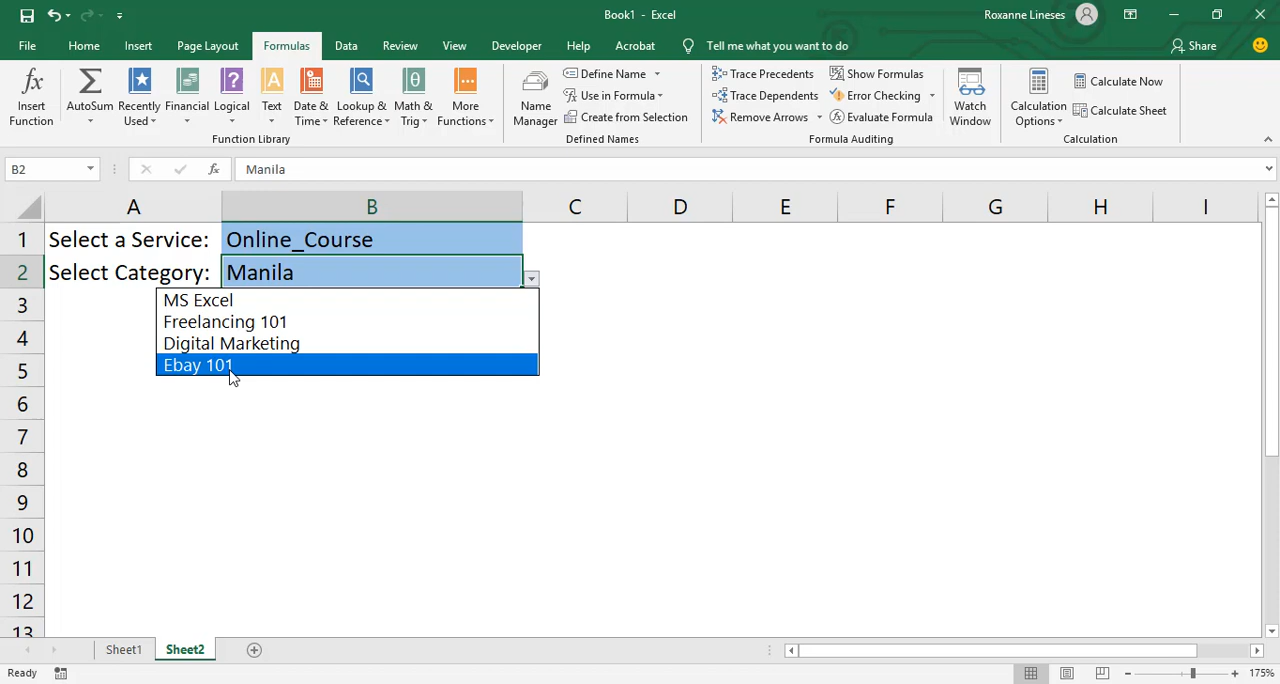 Book1 - Excel
Roxanne Lineses
File Home Insert Page Layout Formulas Data Review View Developer Help Acrobat Tell me what you want to do Share
fx Insert Function
Σ AutoSum
Recently Used
Financial
? Logical
A Text
Date & Time
Lookup & Reference
θ Math & Trig
More Functions
Function Library
Name Manager
Define Name
Use in Formula
Create from Selection
Defined Names
Trace Precedents
Trace Dependents
Remove Arrows
Show Formulas
Error Checking
Evaluate Formula
Formula Auditing
Watch Window
Calculation Options
Calculate Now
Calculate Sheet
Calculation
B2 fx Manila
A B C D E F G H I
1 Select a Service: Online_Course
2 Select Category: Manila
3 MS Excel
Freelancing 101
4 Digital Marketing
5 Ebay 101
6
7
8
9
10
11
12
13
Sheet1 Sheet2
Ready 175%